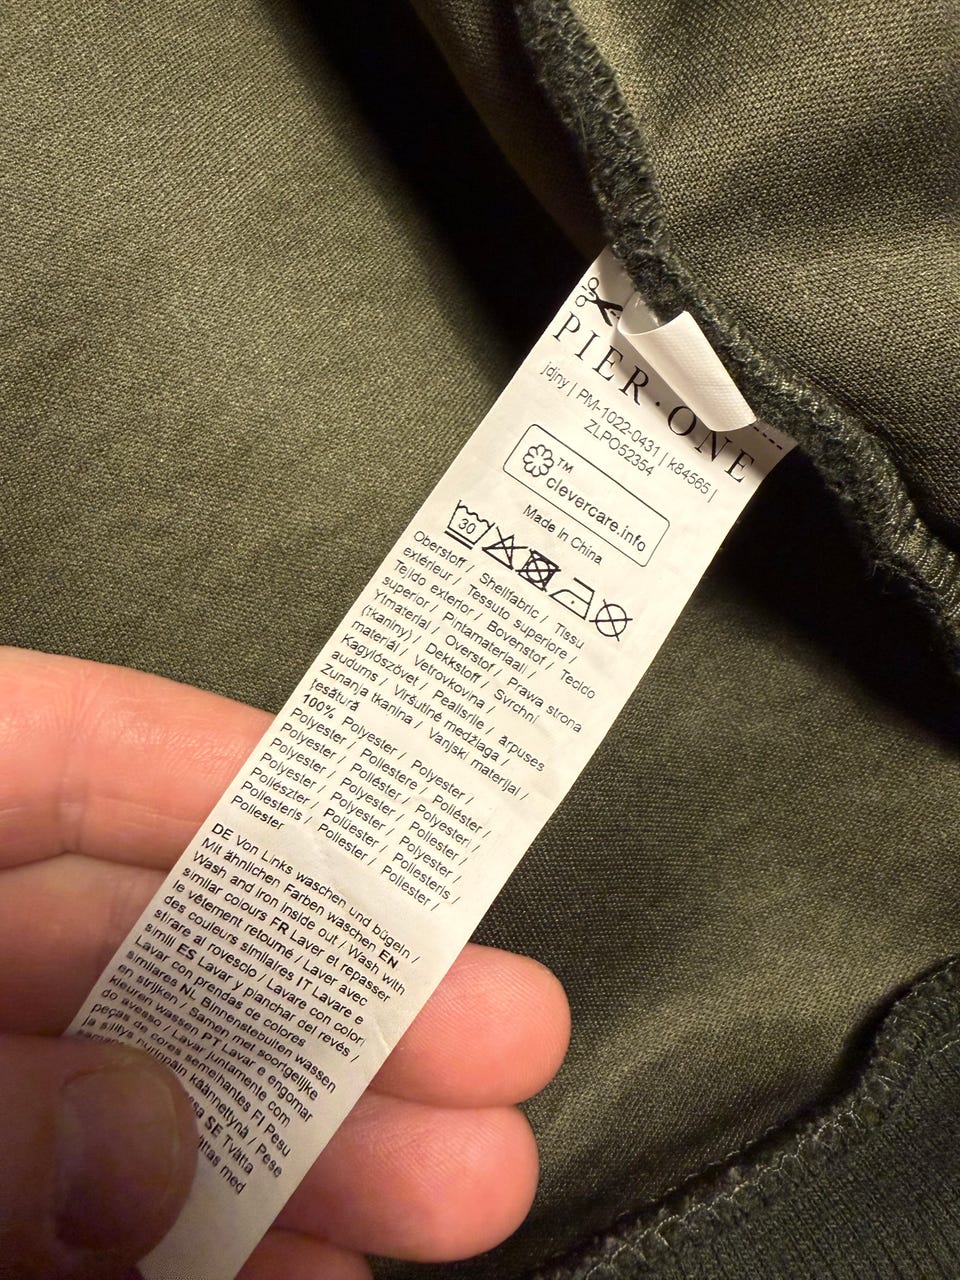 PIER·ONE
jdjny | PM-1022-0431 | k84565 |
ZLPO52354
TM
clevercare.info
Made In China
30
Oberstoff / Shellfabric / Tissu
extérieur / Tessuto superiore /
Tejido exterior / Bovenstof / Tecido
superior / Pintamateriaali /
Ytmaterial / Overstof / Prawa strona
(tkaniny) / Dekkstoff / Svrchní
materiál / Vetrovkovina /
Kagylószövet / Pealisriie / ārpuses
audums / Viršutinė medžiaga /
Zunanja tkanina / Vanjski materijal /
țesătură
100% Polyester / Polyester /
Polyester / Poliestere / Poliéster /
Polyester / Poliéster / Polyesteri
Polyester / Polyester / Poliester /
Polyester / Polyester / Polyester /
Poliészter / Polüester / Poliesteris /
Poliesteris / Poliester / Poliester /
Poliester
DE Von Links waschen und bügeln /
Mit ähnlichen Farben waschen EN
Wash and iron inside out / Wash with
similar colours FR Laver et repasser
le vêtement retourné / Laver avec
des couleurs similaires IT Lavare e
stirare al rovescio / Lavare con colori
simili ES Lavar y planchar del revés /
Lavar con prendas de colores
similares NL Binnenstebuiten wassen
en strijken / Samen met soortgelijke
kleuren wassen PT Lavar e engomar
do avesso / Lavar juntamente com
peças de cores semelhantes FI Pesu
ja silitys nurinpäin käännettynä / Pese
SE Tvätta
med